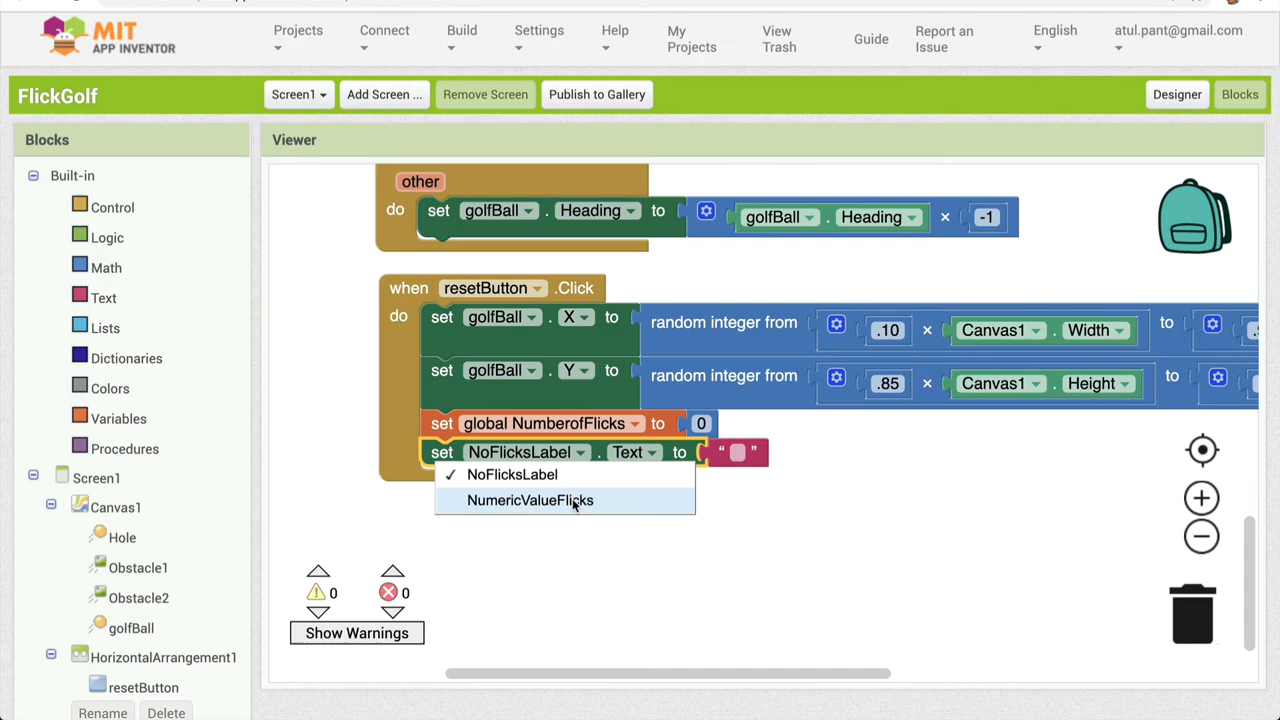 MIT
APP INVENTOR
Projects
Connect
Build
Settings
Help
My
Projects
View
Trash
Guide
Report an
Issue
English
atul.pant@gmail.com
FlickGolf
Screen1
Add Screen ...
Remove Screen
Publish to Gallery
Designer
Blocks
Blocks
Viewer
Built-in
Control
Logic
Math
Text
Lists
Dictionaries
Colors
Variables
Procedures
Screen1
Canvas1
Hole
Obstacle1
Obstacle2
golfBall
HorizontalArrangement1
resetButton
Rename
Delete
other
do set golfBall . Heading to golfBall . Heading × -1
when resetButton .Click
do set golfBall . X to random integer from .10 × Canvas1 . Width to
set golfBall . Y to random integer from .85 × Canvas1 . Height to
set global NumberofFlicks to 0
set NoFlicksLabel . Text to “ ”
✓ NoFlicksLabel
NumericValueFlicks
0 0
Show Warnings